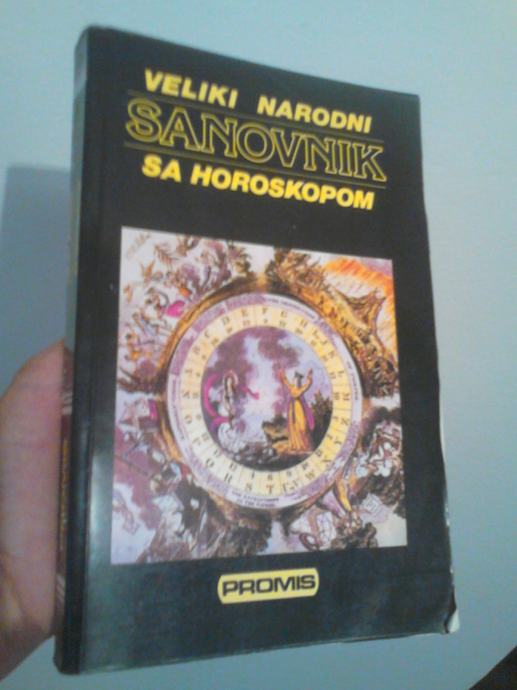 VELIKI NARODNI
SANOVNIK
SA HOROSKOPOM
PROMIS